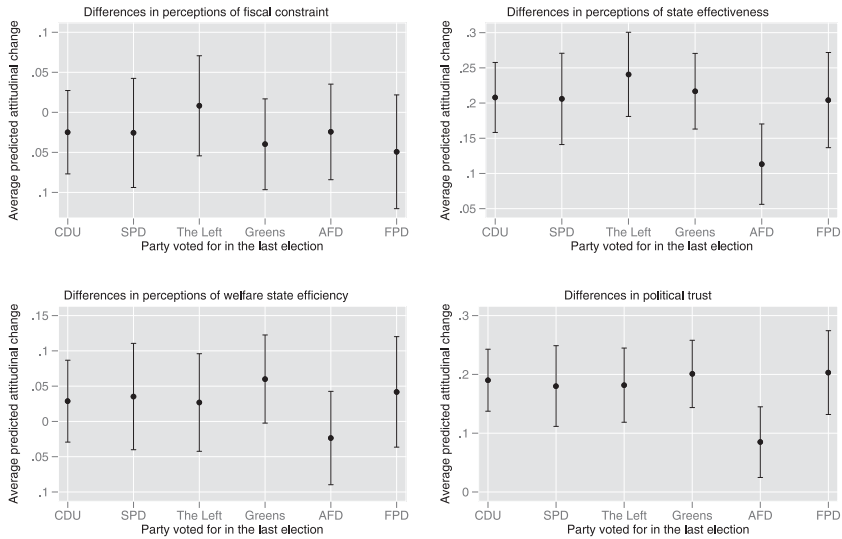 Differences in perceptions of fiscal constraint
Average predicted attitudinal change
.1
.05
0
.05
.1
CDU SPD The Left Greens AFD FPD
Party voted for in the last election
Differences in perceptions of state effectiveness
Average predicted attitudinal change
.3
.25
.2
.15
.1
.05
CDU SPD The Left Greens AFD FPD
Party voted for in the last election
Differences in perceptions of welfare state efficiency
Average predicted attitudinal change
.15
.1
.05
0
.05
.1
CDU SPD The Left Greens AFD FPD
Party voted for in the last election
Differences in political trust
Average predicted attitudinal change
.3
.2
.1
0
CDU SPD The Left Greens AFD FPD
Party voted for in the last election